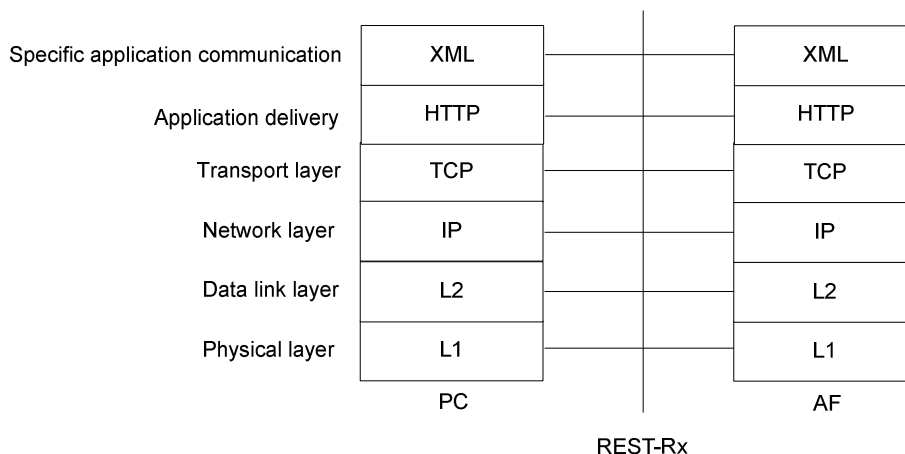 Specific application communication XML XML
Application delivery HTTP HTTP
Transport layer TCP TCP
Network layer IP IP
Data link layer L2 L2
Physical layer L1 L1
PC AF
REST-Rx